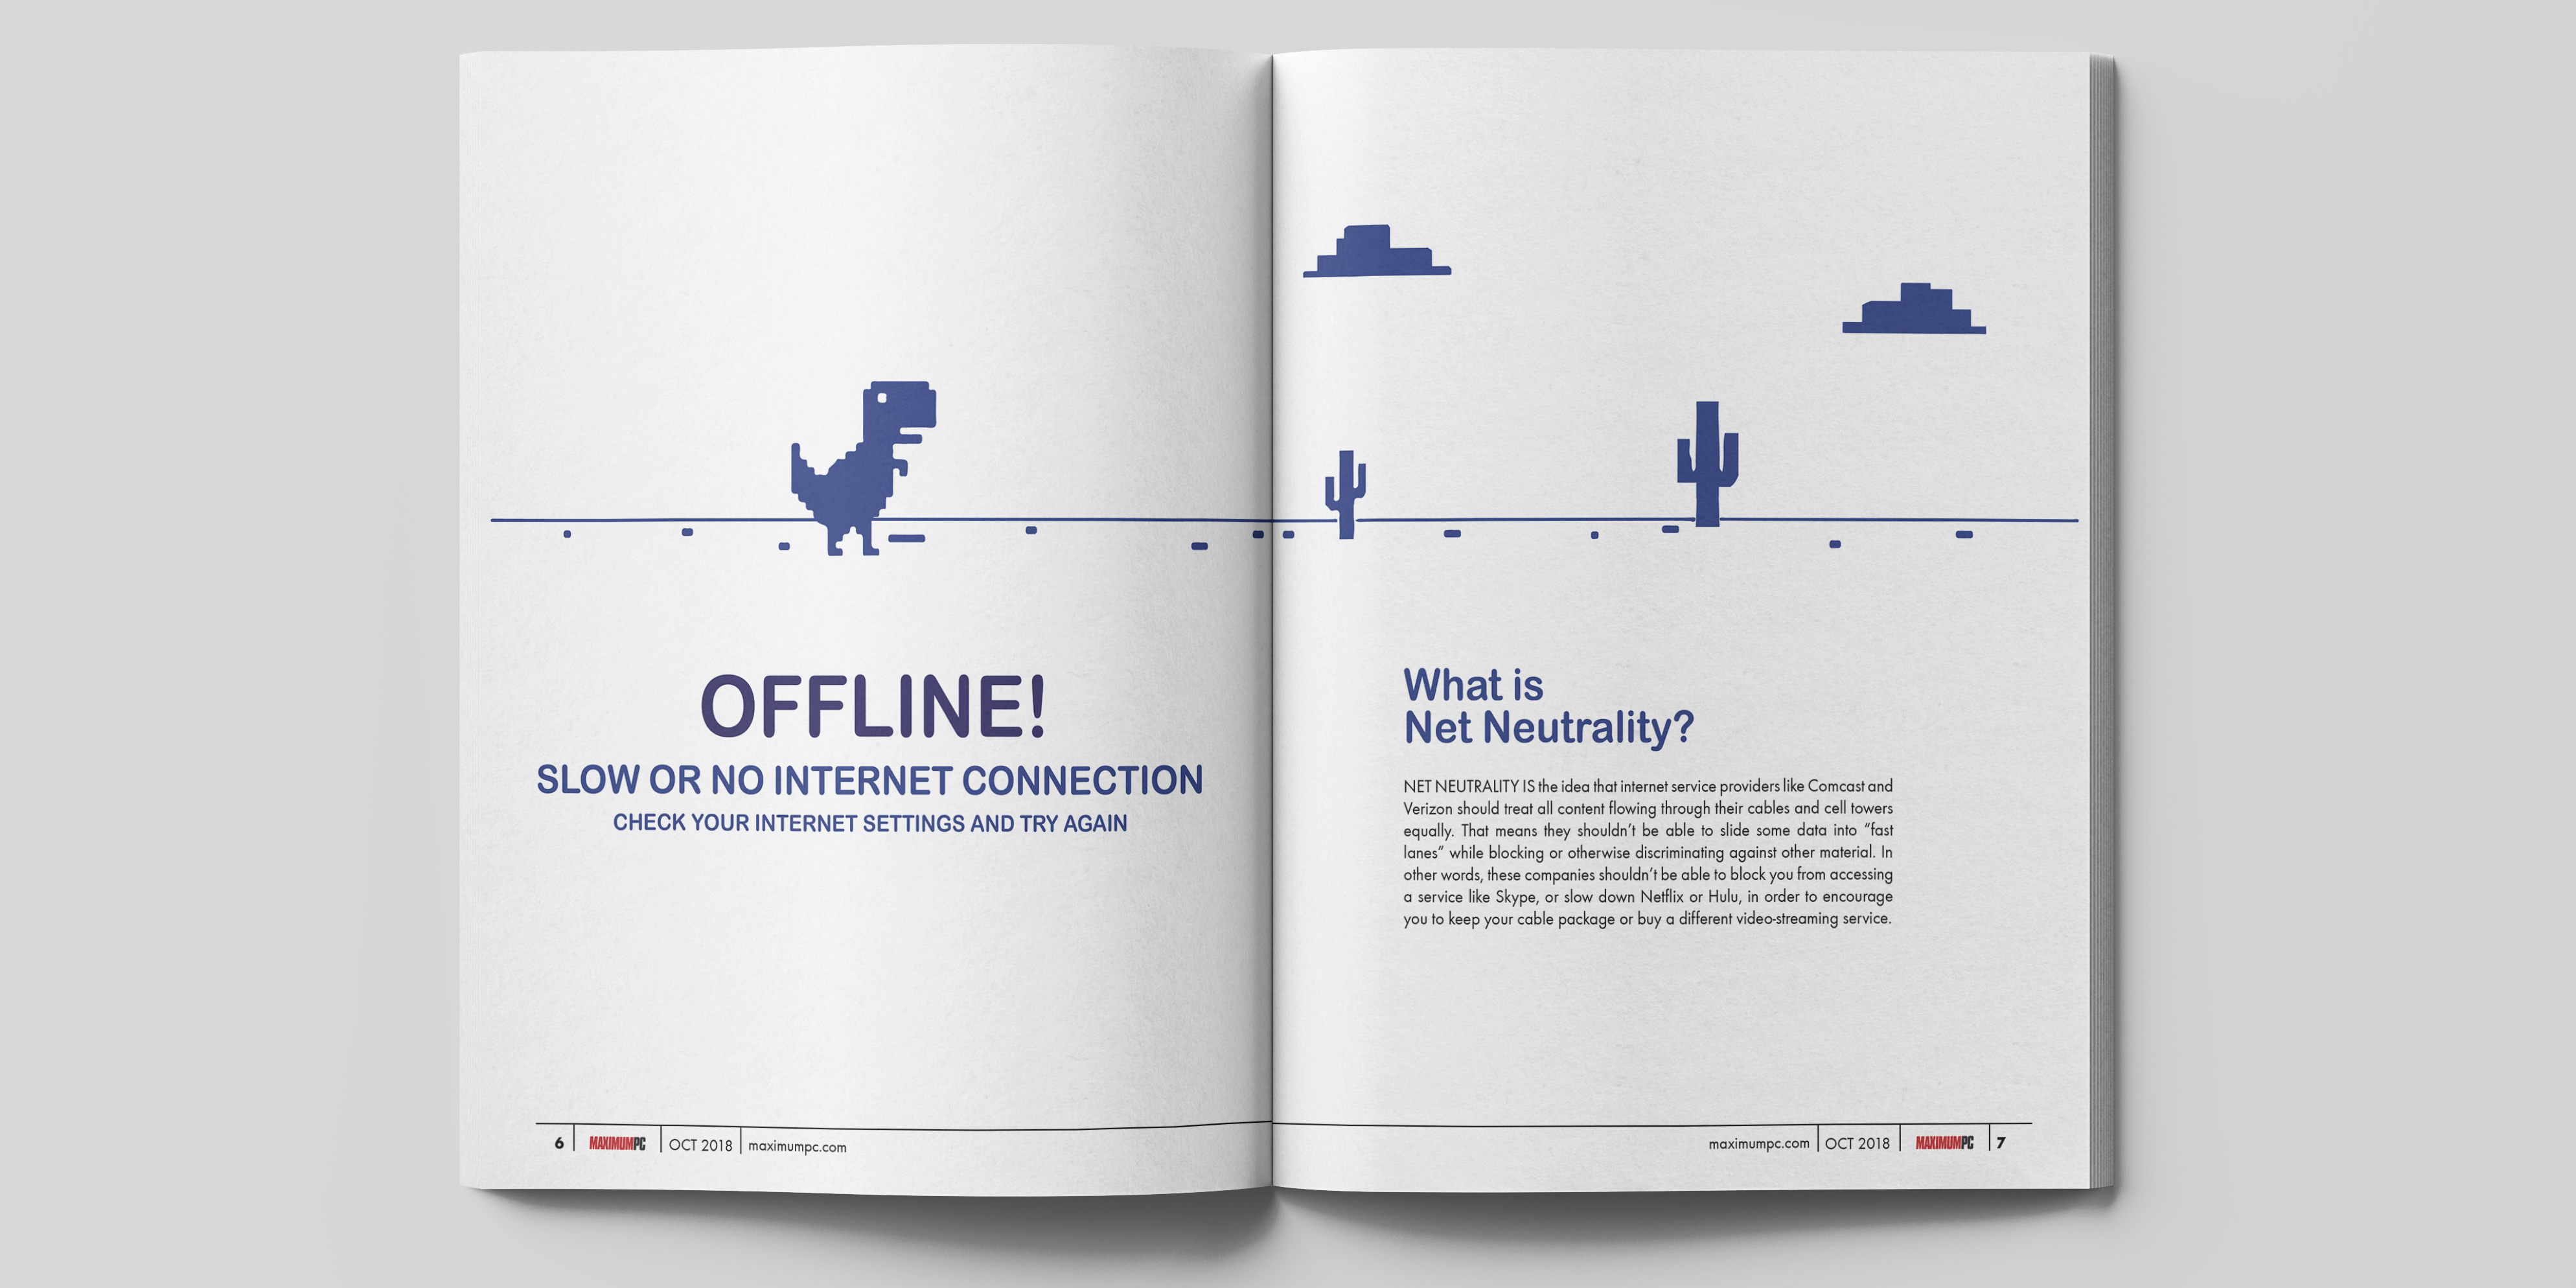 OFFLINE!
SLOW OR NO INTERNET CONNECTION
CHECK YOUR INTERNET SETTINGS AND TRY AGAIN
6 MAXIMUMPC OCT 2018 maximumpc.com
What is
Net Neutrality?
NET NEUTRALITY IS the idea that internet service providers like Comcast and
Verizon should treat all content flowing through their cables and cell towers
equally. That means they shouldn’t be able to slide some data into “fast
lanes” while blocking or otherwise discriminating against other material. In
other words, these companies shouldn’t be able to block you from accessing
a service like Skype, or slow down Netflix or Hulu, in order to encourage
you to keep your cable package or buy a different video-streaming service.
maximumpc.com OCT 2018 MAXIMUMPC 7